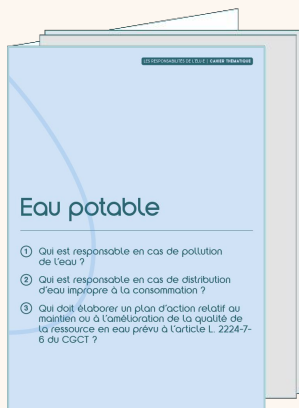 LES RESPONSABILITÉS DE L'ÉLU·E | CAHIER THÉMATIQUE
Eau potable
1 Qui est responsable en cas de pollution
de l'eau ?
2 Qui est responsable en cas de distribution
d'eau impropre à la consommation ?
3 Qui doit élaborer un plan d'action relatif au
maintien ou à l'amélioration de la qualité de
la ressource en eau prévu à l'article L. 2224-7-
6 du CGCT ?